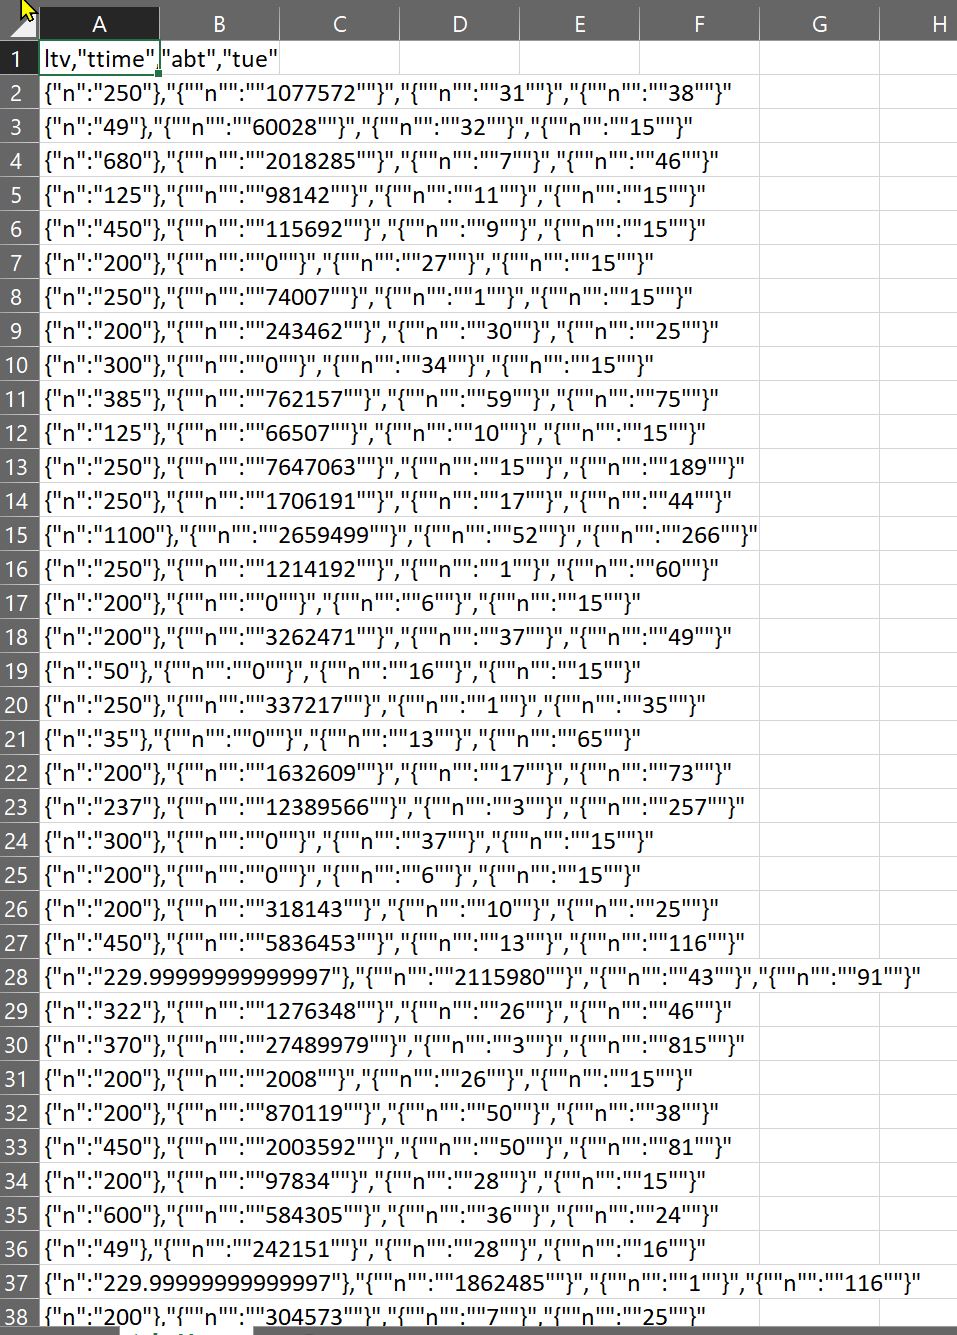 A B C D E F G H
1 ltv,"ttime","abt","tue"
2 {"n":"250"},"{""n"":""1077572""}","{""n"":""31""}","{""n"":""38""}"
3 {"n":"49"},"{""n"":""60028""}","{""n"":""32""}","{""n"":""15""}"
4 {"n":"680"},"{""n"":""2018285""}","{""n"":""7""}","{""n"":""46""}"
5 {"n":"125"},"{""n"":""98142""}","{""n"":""11""}","{""n"":""15""}"
6 {"n":"450"},"{""n"":""115692""}","{""n"":""9""}","{""n"":""15""}"
7 {"n":"200"},"{""n"":""0""}","{""n"":""27""}","{""n"":""15""}"
8 {"n":"250"},"{""n"":""74007""}","{""n"":""1""}","{""n"":""15""}"
9 {"n":"200"},"{""n"":""243462""}","{""n"":""30""}","{""n"":""25""}"
10 {"n":"300"},"{""n"":""0""}","{""n"":""34""}","{""n"":""15""}"
11 {"n":"385"},"{""n"":""762157""}","{""n"":""59""}","{""n"":""75""}"
12 {"n":"125"},"{""n"":""66507""}","{""n"":""10""}","{""n"":""15""}"
13 {"n":"250"},"{""n"":""7647063""}","{""n"":""15""}","{""n"":""189""}"
14 {"n":"250"},"{""n"":""1706191""}","{""n"":""17""}","{""n"":""44""}"
15 {"n":"1100"},"{""n"":""2659499""}","{""n"":""52""}","{""n"":""266""}"
16 {"n":"250"},"{""n"":""1214192""}","{""n"":""1""}","{""n"":""60""}"
17 {"n":"200"},"{""n"":""0""}","{""n"":""6""}","{""n"":""15""}"
18 {"n":"200"},"{""n"":""3262471""}","{""n"":""37""}","{""n"":""49""}"
19 {"n":"50"},"{""n"":""0""}","{""n"":""16""}","{""n"":""15""}"
20 {"n":"250"},"{""n"":""337217""}","{""n"":""1""}","{""n"":""35""}"
21 {"n":"35"},"{""n"":""0""}","{""n"":""13""}","{""n"":""65""}"
22 {"n":"200"},"{""n"":""1632609""}","{""n"":""17""}","{""n"":""73""}"
23 {"n":"237"},"{""n"":""12389566""}","{""n"":""3""}","{""n"":""257""}"
24 {"n":"300"},"{""n"":""0""}","{""n"":""37""}","{""n"":""15""}"
25 {"n":"200"},"{""n"":""0""}","{""n"":""6""}","{""n"":""15""}"
26 {"n":"200"},"{""n"":""318143""}","{""n"":""10""}","{""n"":""25""}"
27 {"n":"450"},"{""n"":""5836453""}","{""n"":""13""}","{""n"":""116""}"
28 {"n":"229.99999999999997"},"{""n"":""2115980""}","{""n"":""43""}","{""n"":""91""}"
29 {"n":"322"},"{""n"":""1276348""}","{""n"":""26""}","{""n"":""46""}"
30 {"n":"370"},"{""n"":""27489979""}","{""n"":""3""}","{""n"":""815""}"
31 {"n":"200"},"{""n"":""2008""}","{""n"":""26""}","{""n"":""15""}"
32 {"n":"200"},"{""n"":""870119""}","{""n"":""50""}","{""n"":""38""}"
33 {"n":"450"},"{""n"":""2003592""}","{""n"":""50""}","{""n"":""81""}"
34 {"n":"200"},"{""n"":""97834""}","{""n"":""28""}","{""n"":""15""}"
35 {"n":"600"},"{""n"":""584305""}","{""n"":""36""}","{""n"":""24""}"
36 {"n":"49"},"{""n"":""242151""}","{""n"":""28""}","{""n"":""16""}"
37 {"n":"229.99999999999997"},"{""n"":""1862485""}","{""n"":""1""}","{""n"":""116""}"
38 {"n":"200"},"{""n"":""304573""}","{""n"":""7""}","{""n"":""25""}"